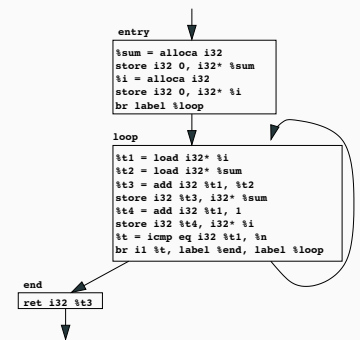 entry
%sum = alloca i32
store i32 0, i32* %sum
%i = alloca i32
store i32 0, i32* %i
br label %loop
loop
%t1 = load i32* %i
%t2 = load i32* %sum
%t3 = add i32 %t1, %t2
store i32 %t3, i32* %sum
%t4 = add i32 %t1, 1
store i32 %t4, i32* %i
%t = icmp eq i32 %t1, %n
br i1 %t, label %end, label %loop
end
ret i32 %t3